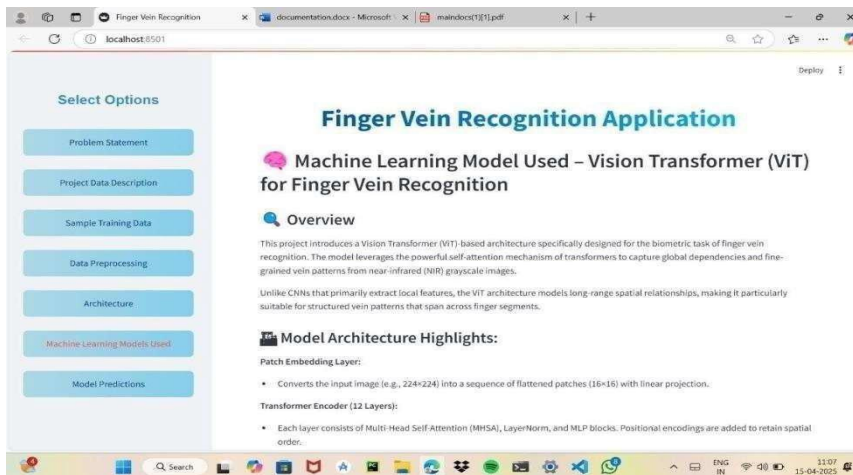 Finger Vein Recognition
documentation.docx - Microsoft
maindocs(1)[1].pdf
localhost:8501
Deploy
Select Options
Problem Statement
Project Data Description
Sample Training Data
Data Preprocessing
Architecture
Machine Learning Models Used
Model Predictions
Finger Vein Recognition Application
Machine Learning Model Used – Vision Transformer (ViT)
for Finger Vein Recognition
Overview
This project introduces a Vision Transformer (ViT)-based architecture specifically designed for the biometric task of finger vein
recognition. The model leverages the powerful self-attention mechanism of transformers to capture global dependencies and fine-
grained vein patterns from near-infrared (NIR) grayscale images.
Unlike CNNs that primarily extract local features, the ViT architecture models long-range spatial relationships, making it particularly
suitable for structured vein patterns that span across finger segments.
Model Architecture Highlights:
Patch Embedding Layer:
• Converts the input image (e.g., 224×224) into a sequence of flattened patches (16×16) with linear projection.
Transformer Encoder (12 Layers):
• Each layer consists of Multi-Head Self-Attention (MHSA), LayerNorm, and MLP blocks. Positional encodings are added to retain spatial
order.
Search
ENG
IN
11:07
15-04-2025